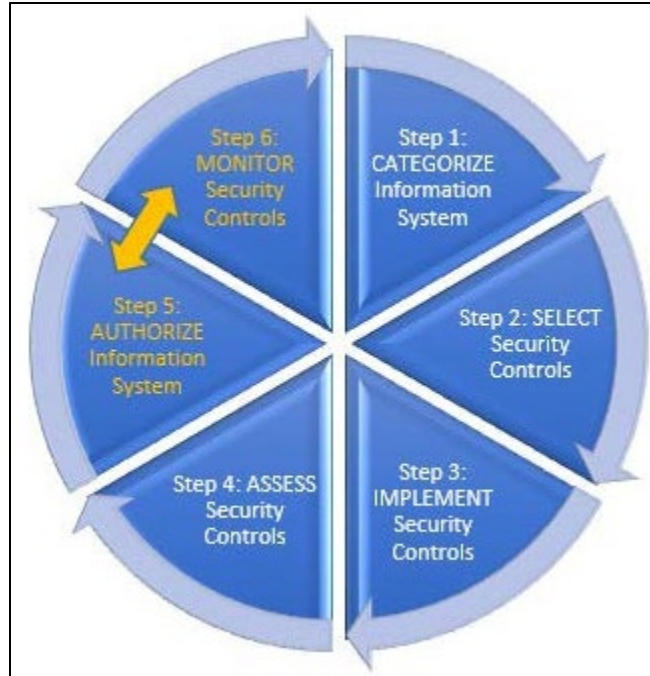 Step 1:
CATEGORIZE
Information
System
Step 2: SELECT
Security
Controls
Step 3:
IMPLEMENT
Security
Controls
Step 4: ASSESS
Security
Controls
Step 5:
AUTHORIZE
Information
System
Step 6:
MONITOR
Security
Controls